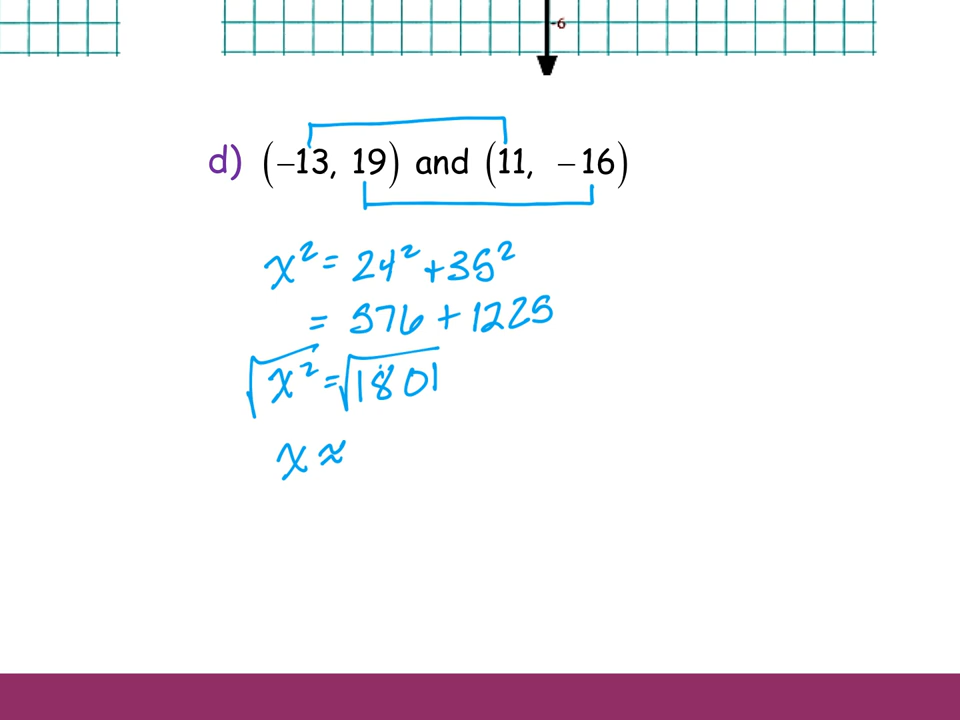 -6
d) (−13, 19) and (11, −16)
x² = 24² + 35²
= 576 + 1225
√x² = √1801
x ≈